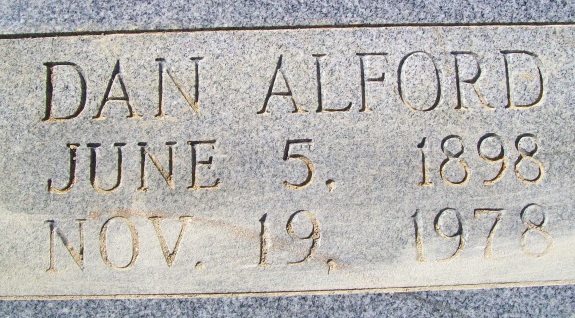 DAN ALFORD
JUNE 5, 1898
NOV. 19, 1978